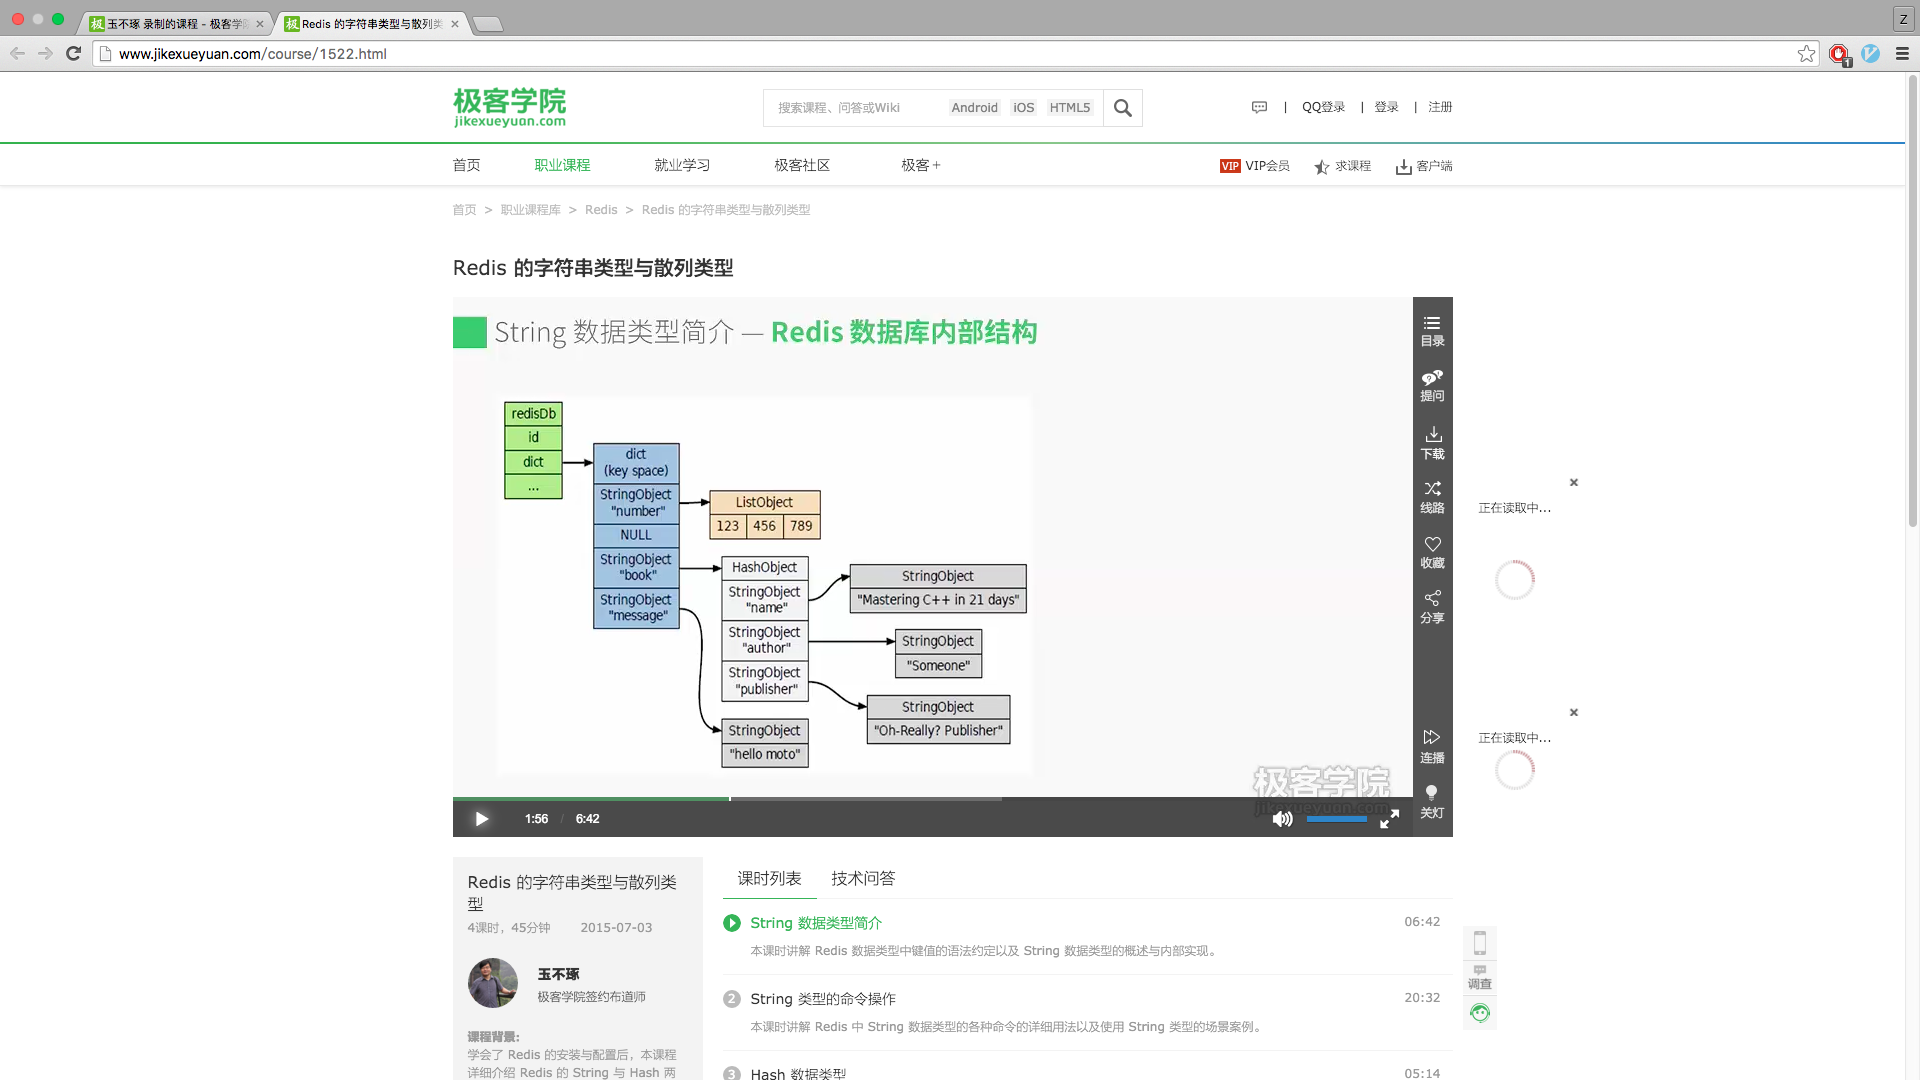 玉不琢 录制的课程 - 极客学
Redis 的字符串类型与散列类
Z
www.jikexueyuan.com/course/1522.html
极客学院
jikexueyuan.com
搜索课程、问答或Wiki
Android
iOS
HTML5
| QQ登录 | 登录 | 注册
首页
职业课程
就业学习
极客社区
极客+
VIP VIP会员
求课程
客户端
首页 > 职业课程库 > Redis > Redis 的字符串类型与散列类型
Redis 的字符串类型与散列类型
String 数据类型简介 — Redis 数据库内部结构
redisDb
id
dict
...
dict
(key space)
StringObject
"number"
NULL
StringObject
"book"
StringObject
"message"
ListObject
123
456
789
HashObject
StringObject
"name"
StringObject
"author"
StringObject
"publisher"
StringObject
"Mastering C++ in 21 days"
StringObject
"Someone"
StringObject
"Oh-Really? Publisher"
StringObject
"hello moto"
极客学院
jikexueyuan.com
目录
提问
下载
线路
收藏
分享
连播
关灯
1:56 / 6:42
正在读取中...
正在读取中...
Redis 的字符串类型与散列类
型
4课时，45分钟
2015-07-03
玉不琢
极客学院签约布道师
课程背景:
学会了 Redis 的安装与配置后，本课程
详细介绍 Redis 的 String 与 Hash 两
课时列表
技术问答
String 数据类型简介
06:42
本课时讲解 Redis 数据类型中键值的语法约定以及 String 数据类型的概述与内部实现。
2 String 类型的命令操作
20:32
本课时讲解 Redis 中 String 数据类型的各种命令的详细用法以及使用 String 类型的场景案例。
3 Hash 数据类型
05:14
调查